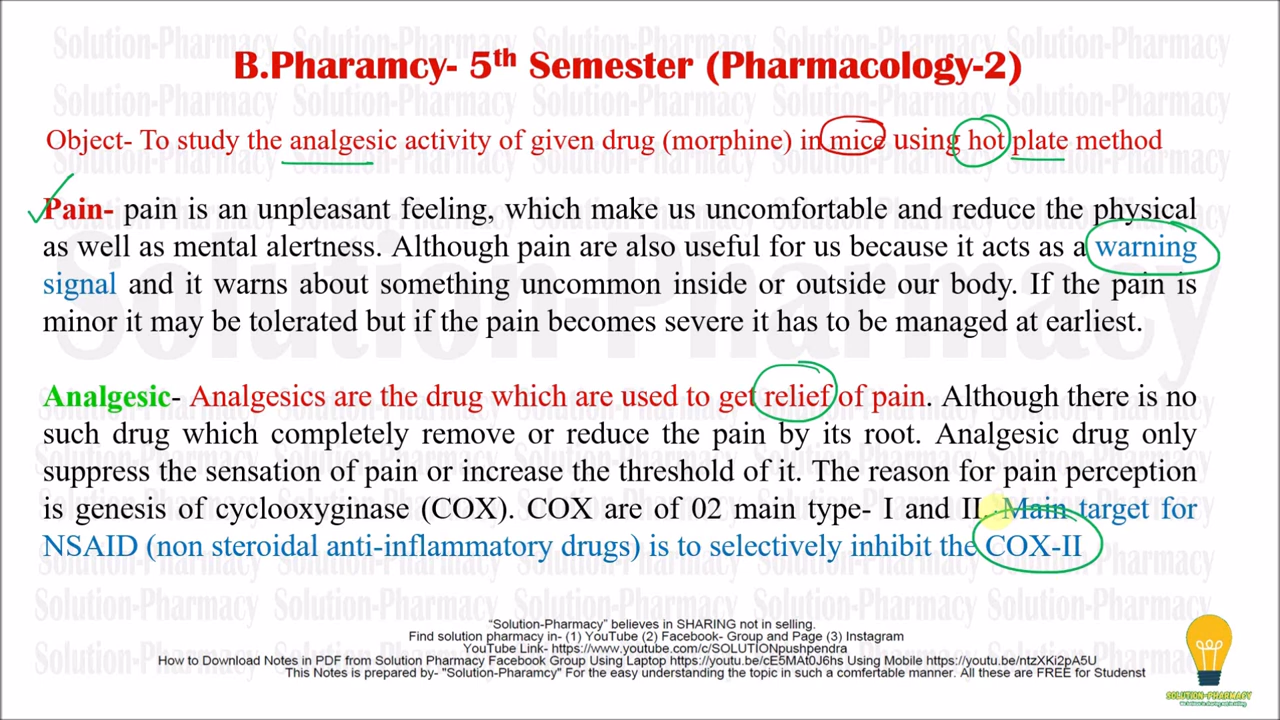 B.Pharamcy- 5th Semester (Pharmacology-2)
Object- To study the analgesic activity of given drug (morphine) in mice using hot plate method
Pain- pain is an unpleasant feeling, which make us uncomfortable and reduce the physical
as well as mental alertness. Although pain are also useful for us because it acts as a warning
signal and it warns about something uncommon inside or outside our body. If the pain is
minor it may be tolerated but if the pain becomes severe it has to be managed at earliest.
Analgesic- Analgesics are the drug which are used to get relief of pain. Although there is no
such drug which completely remove or reduce the pain by its root. Analgesic drug only
suppress the sensation of pain or increase the threshold of it. The reason for pain perception
is genesis of cyclooxyginase (COX). COX are of 02 main type- I and II. Main target for
NSAID (non steroidal anti-inflammatory drugs) is to selectively inhibit the COX-II
"Solution-Pharmacy" believes in SHARING not in selling.
Find solution pharmacy in- (1) YouTube (2) Facebook- Group and Page (3) Instagram
YouTube Link- https://www.youtube.com/c/SOLUTIONpushpendra
How to Download Notes in PDF from Solution Pharmacy Facebook Group Using Laptop https://youtu.be/cE5MAt0J6hs Using Mobile https://youtu.be/ntzXKi2pA5U
This Notes is prepared by- "Solution-Pharamcy" For the easy understanding the topic in such a comfertable manner. All these are FREE for Studenst
SOLUTION-PHARMACY